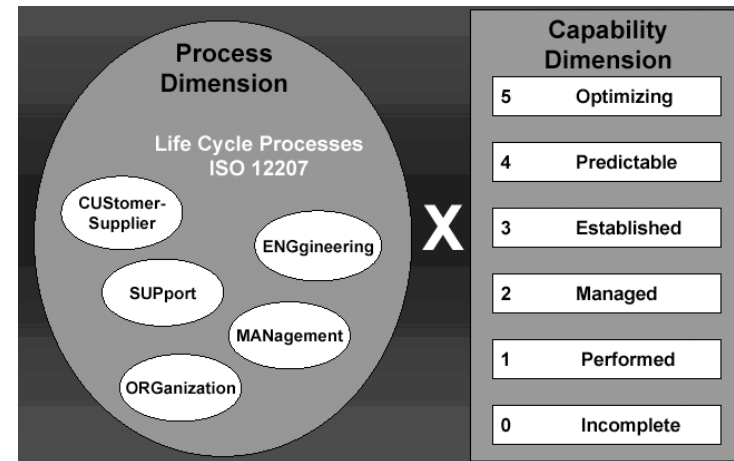 Process
Dimension
Life Cycle Processes
ISO 12207
CUStomer-
Supplier
ENGgineering
SUPport
MANagement
ORGanization
X
Capability
Dimension
5 Optimizing
4 Predictable
3 Established
2 Managed
1 Performed
0 Incomplete